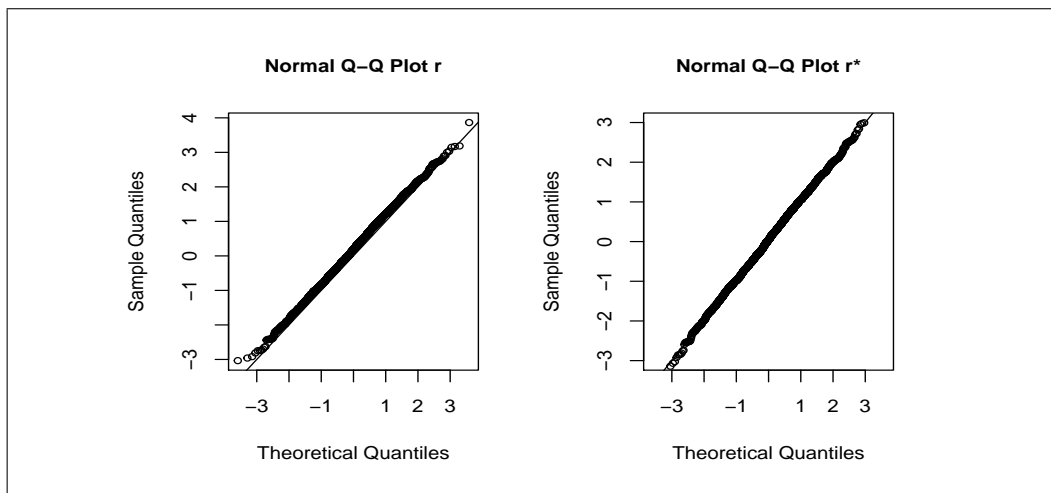 Normal Q−Q Plot r
4
3
2
1
0
−1
−3
−3 −1 1 2 3
Sample Quantiles
Theoretical Quantiles
Normal Q−Q Plot r*
3
2
1
0
−1
−2
−3
−3 −1 1 2 3
Sample Quantiles
Theoretical Quantiles